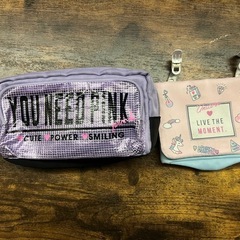 YOU NEED PINK
CUTE POWER SMILING
LIVE THE
MOMENT.